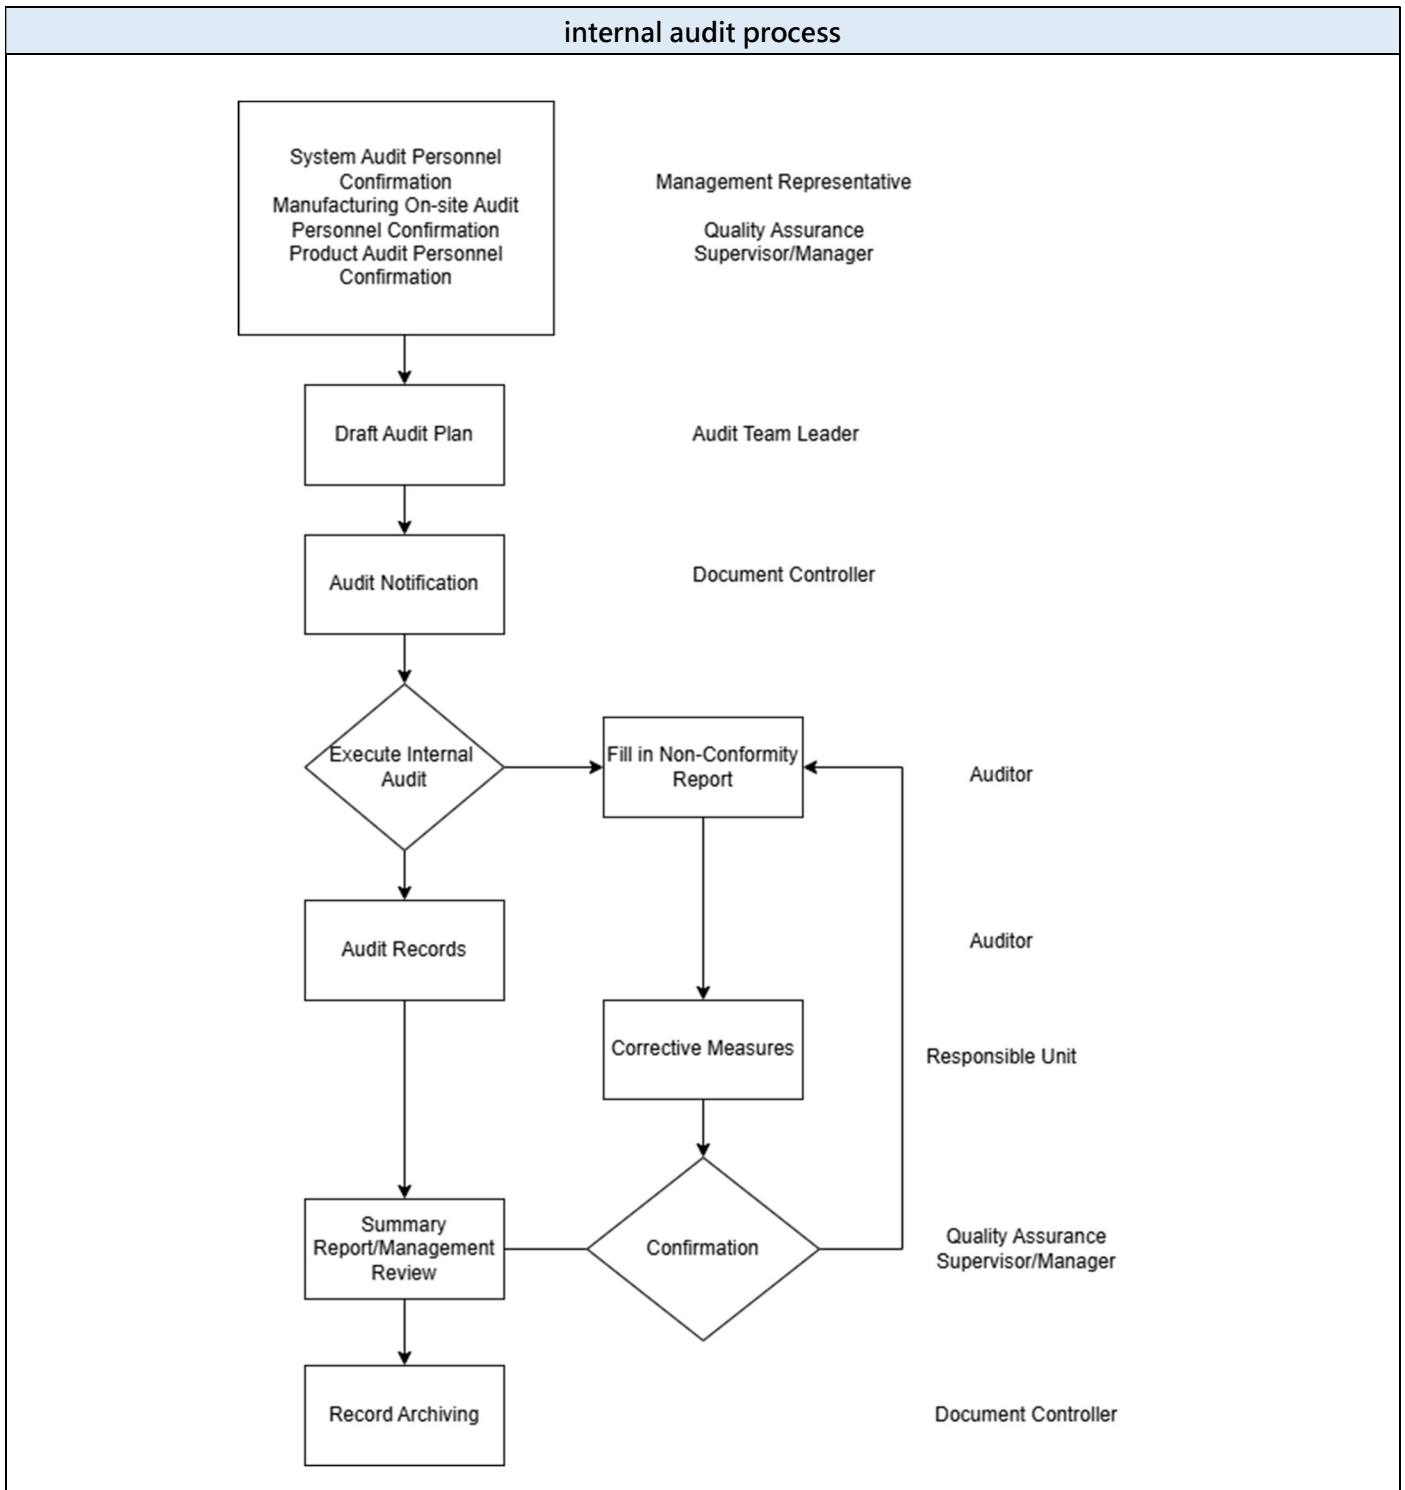 internal audit process
System Audit Personnel
Confirmation
Manufacturing On-site Audit
Personnel Confirmation
Product Audit Personnel
Confirmation
Management Representative
Quality Assurance
Supervisor/Manager
Draft Audit Plan
Audit Team Leader
Audit Notification
Document Controller
Execute Internal
Audit
Fill in Non-Conformity
Report
Auditor
Audit Records
Auditor
Corrective Measures
Responsible Unit
Summary
Report/Management
Review
Confirmation
Quality Assurance
Supervisor/Manager
Record Archiving
Document Controller